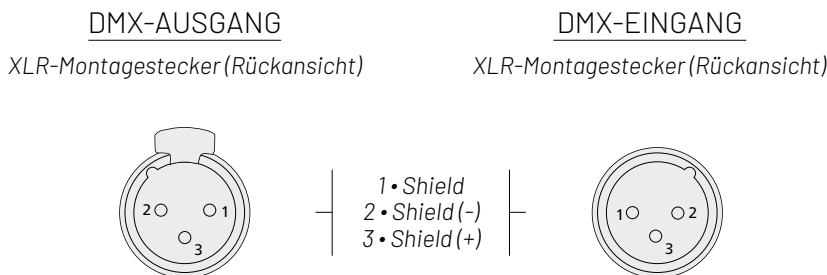 DMX-AUSGANG
XLR-Montagestecker (Rückansicht)
2
1
3
1 • Shield
2 • Shield (-)
3 • Shield (+)
DMX-EINGANG
XLR-Montagestecker (Rückansicht)
1
2
3